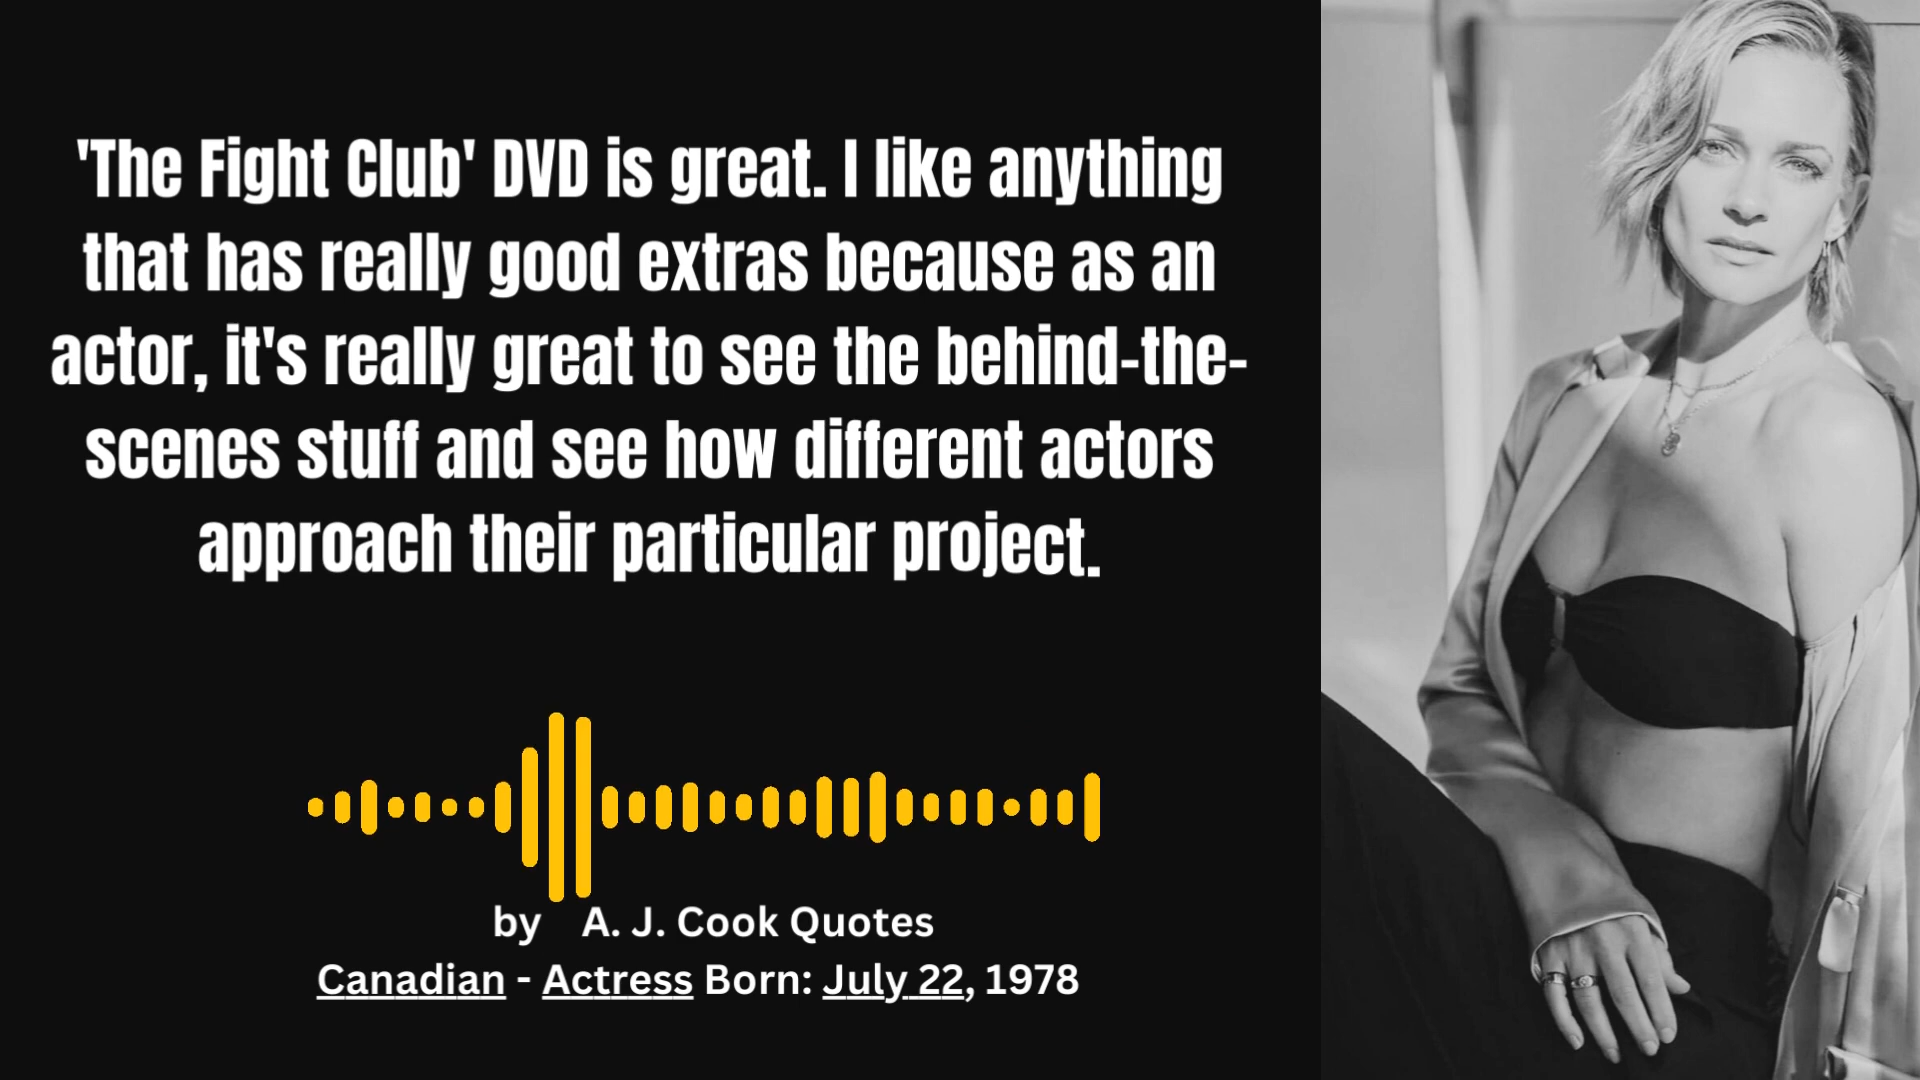 'The Fight Club' DVD is great. I like anything
that has really good extras because as an
actor, it's really great to see the behind-the-
scenes stuff and see how different actors
approach their particular project.
by A. J. Cook Quotes
Canadian - Actress Born: July 22, 1978